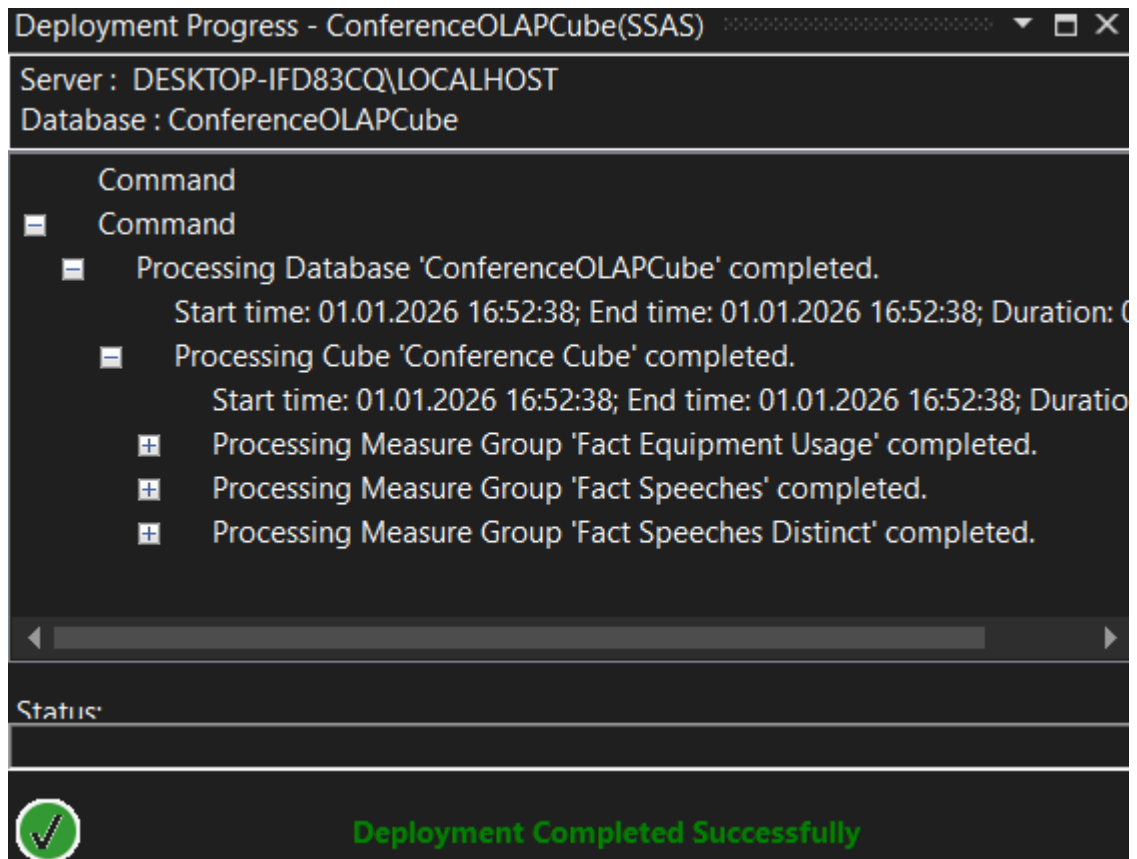 Deployment Progress - ConferenceOLAPCube(SSAS)
Server : DESKTOP-IFD83CQ\LOCALHOST
Database : ConferenceOLAPCube
Command
Command
Processing Database 'ConferenceOLAPCube' completed.
Start time: 01.01.2026 16:52:38; End time: 01.01.2026 16:52:38; Duration: 0
Processing Cube 'Conference Cube' completed.
Start time: 01.01.2026 16:52:38; End time: 01.01.2026 16:52:38; Duratio
Processing Measure Group 'Fact Equipment Usage' completed.
Processing Measure Group 'Fact Speeches' completed.
Processing Measure Group 'Fact Speeches Distinct' completed.
Status:
Deployment Completed Successfully